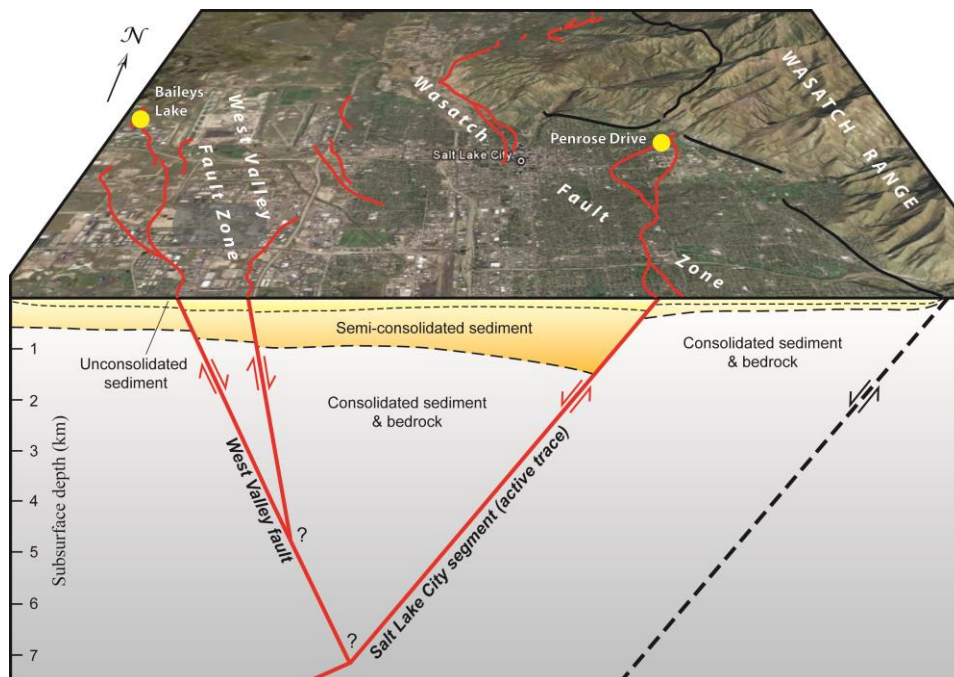 N
Baileys
Lake
West Valley
Fault Zone
Wasatch
Salt Lake City
Penrose Drive
Fault
Zone
WASATCH
RANGE
Semi-consolidated sediment
Unconsolidated
sediment
Consolidated sediment
& bedrock
Consolidated sediment
& bedrock
Subsurface depth (km)
1
2
3
4
5
6
7
West Valley fault
?
?
Salt Lake City segment (active trace)